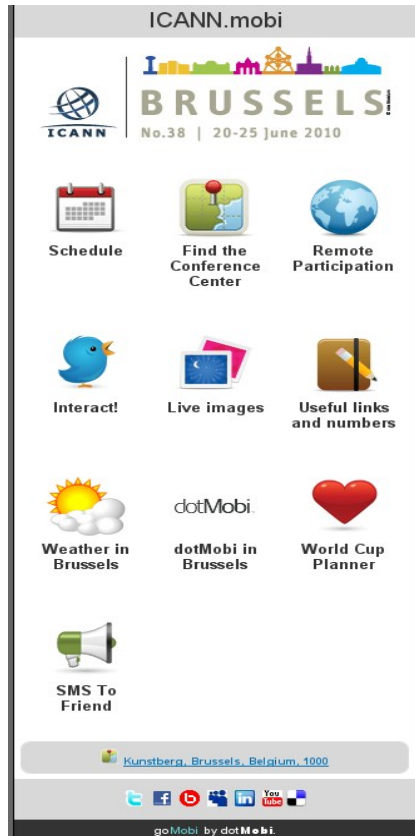 ICANN.mobi
BRUSSELS
ICANN
No.38 | 20-25 June 2010
Schedule
Find the
Conference
Center
Remote
Participation
Interact!
Live images
Useful links
and numbers
dotMobi.
Weather in
Brussels
dotMobi in
Brussels
World Cup
Planner
SMS To
Friend
Kunstberg, Brussels, Belgium, 1000
You
Tube
goMobi by dotMobi.